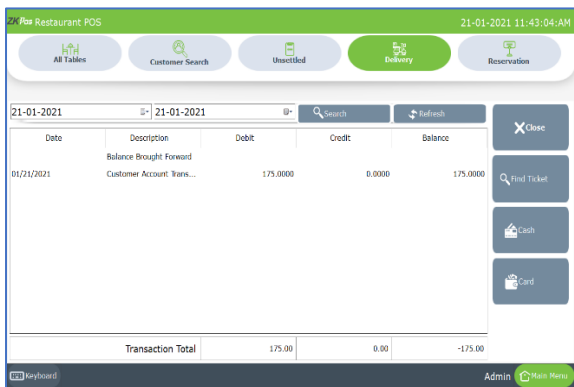 ZKPos Restaurant POS 21-01-2021 11:43:04:AM
All Tables Customer Search Unsettled Delivery Reservation
21-01-2021 21-01-2021 Search Refresh
Close
Date Description Debit Credit Balance
Balance Brought Forward
01/21/2021 Customer Account Trans... 175.0000 0.0000 175.0000
Find Ticket
Cash
Card
Transaction Total 175.00 0.00 -175.00
Keyboard Admin Main Menu